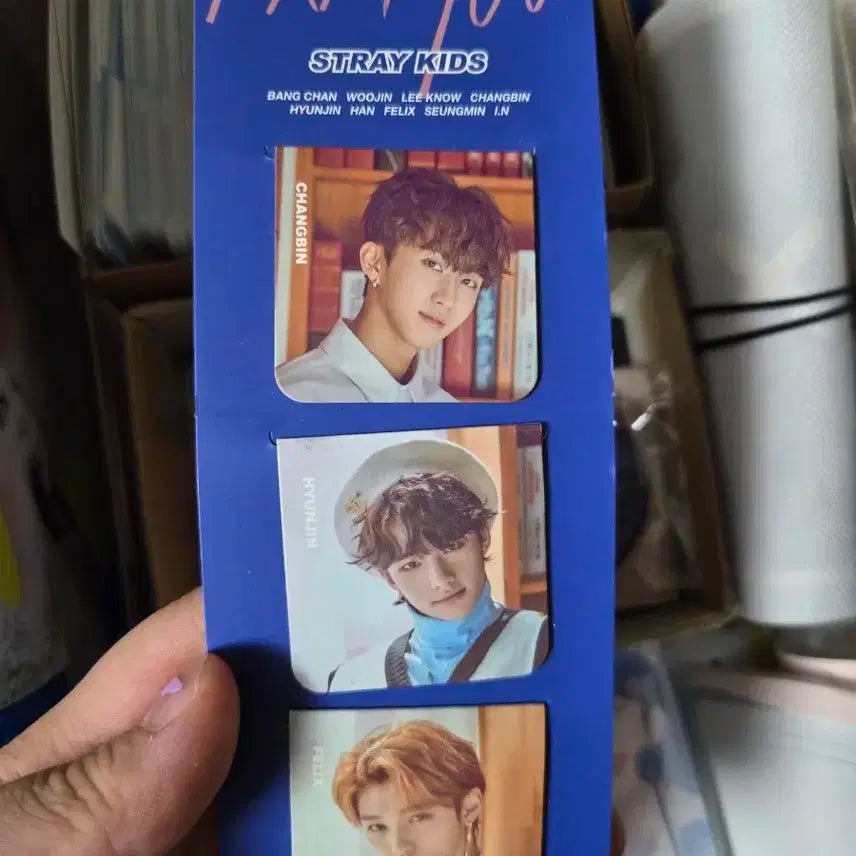 STRAY KIDS
BANG CHAN WOOJIN LEE KNOW CHANGBIN
HYUNJIN HAN FELIX SEUNGMIN I.N
CHANGBIN
HYUNJIN
FELIX